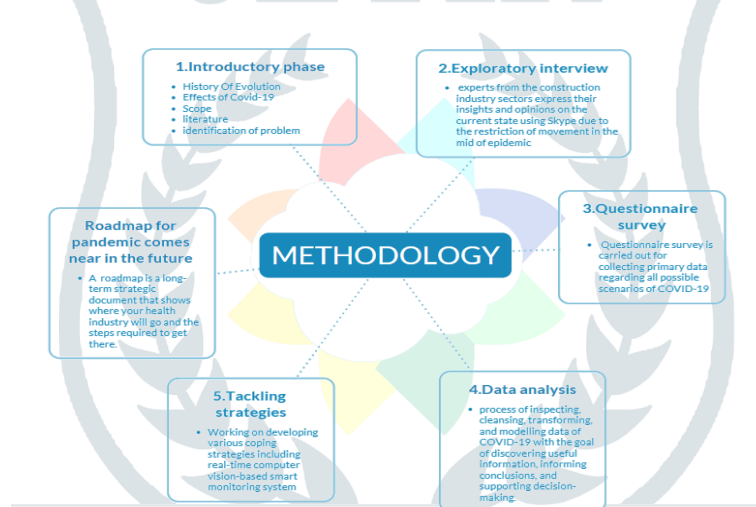 1.Introductory phase
• History Of Evolution
• Effects of Covid-19
• Scope
• literature
• identification of problem
2.Exploratory interview
• experts from the construction
industry sectors express their
insights and opinions on the
current state using Skype due to
the restriction of movement in the
mid of epidemic
3.Questionnaire
survey
• Questionnaire survey is
carried out for
collecting primary data
regarding all possible
scenarios of COVID-19
METHODOLOGY
Roadmap for
pandemic comes
near in the future
• A roadmap is a long-
term strategic
document that shows
where your health
industry will go and the
steps required to get
there.
5.Tackling
strategies
• Working on developing
various coping
strategies including
real-time computer
vision-based smart
monitoring system
4.Data analysis
• process of inspecting,
cleansing, transforming,
and modelling data of
COVID-19 with the goal
of discovering useful
information, informing
conclusions, and
supporting decision-
making.